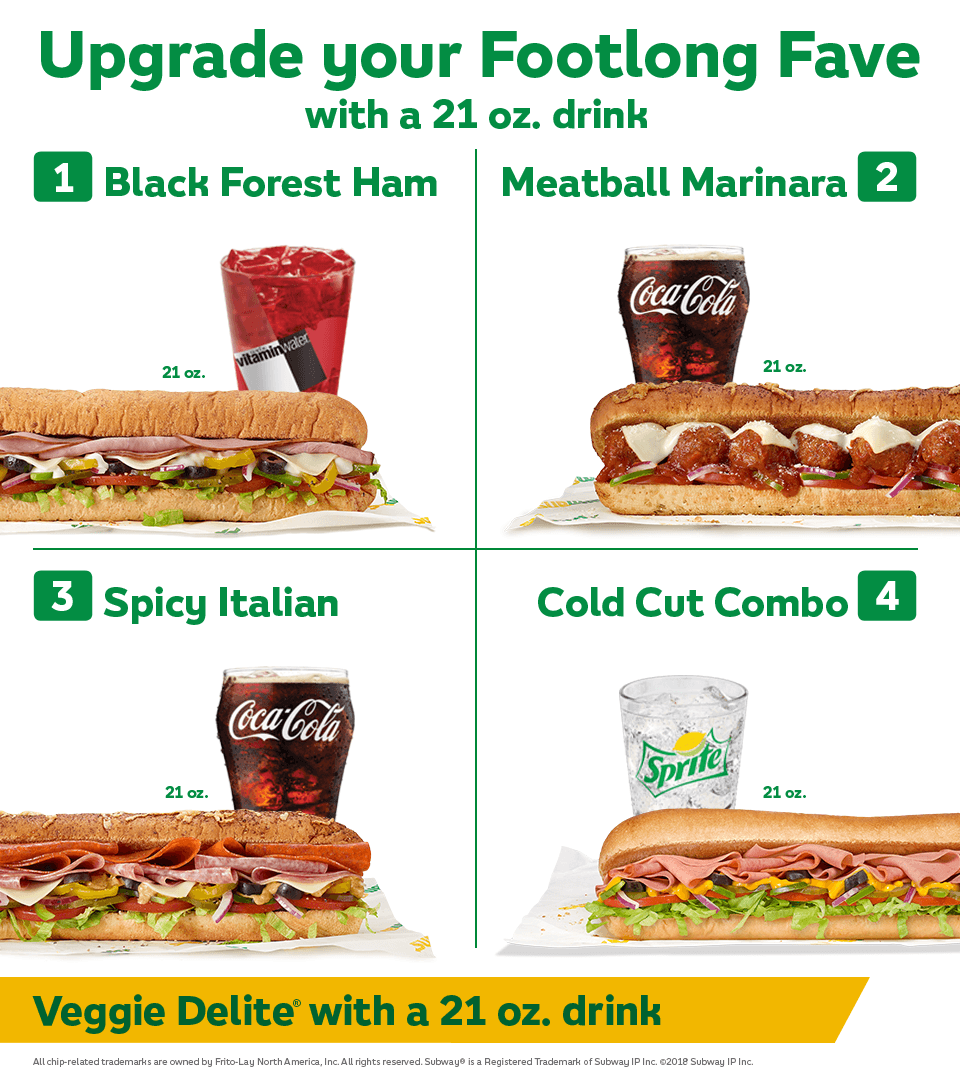 Upgrade your Footlong Fave
with a 21 oz. drink
1 Black Forest Ham
vitaminwater
21 oz.
Meatball Marinara 2
Coca-Cola
21 oz.
3 Spicy Italian
Coca-Cola
21 oz.
Cold Cut Combo 4
Sprite
21 oz.
Veggie Delite® with a 21 oz. drink
All chip-related trademarks are owned by Frito-Lay North America, Inc. All rights reserved. Subway® is a Registered Trademark of Subway IP Inc. ©2018 Subway IP Inc.